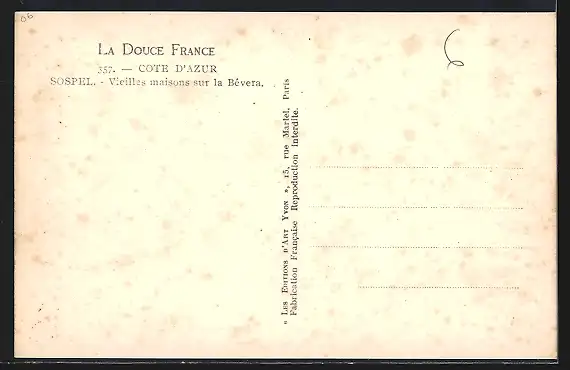 06
LA DOUCE FRANCE
357. — COTE D'AZUR
SOSPEL. - Vieilles maisons sur la Bévera.
« LES EDITIONS D'ART YVON », 15, rue Martel, Paris
Fabrication Française Reproduction interdite.